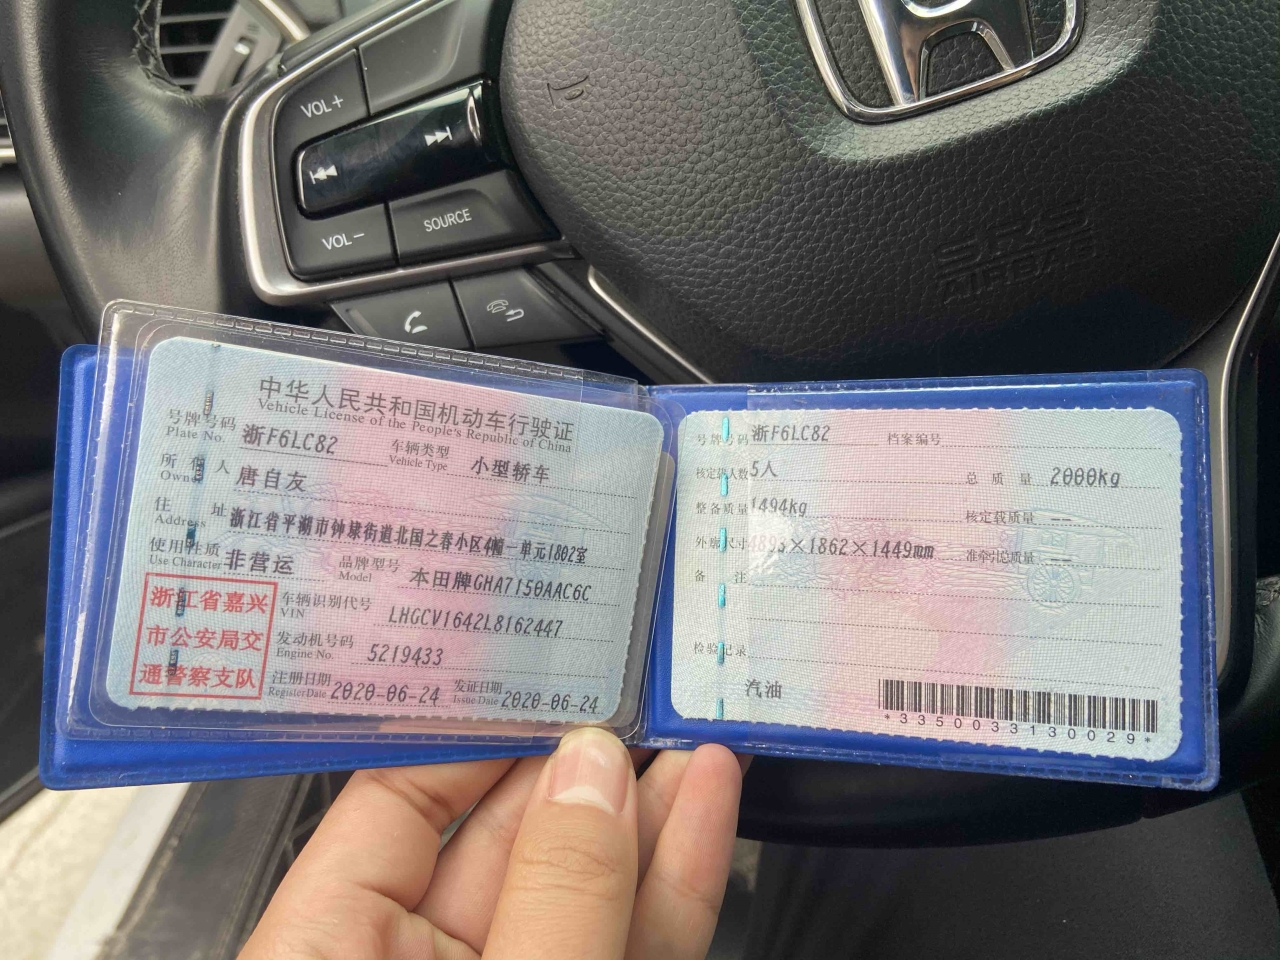 VOL+
VOL−
SOURCE
SRS
AIRBAG
中华人民共和国机动车行驶证
Vehicle License of the People's Republic of China
号牌号码 浙F6LC82 车辆类型 小型轿车
Plate No. Vehicle Type
所有人 唐自友
Owner
住址 浙江省平湖市钟埭街道北国之春小区4幢一单元1802室
Address
使用性质 非营运 品牌型号 本田牌GHA7150AAC6C
Use Character Model
浙江省嘉兴
市公安局交
通警察支队
车辆识别代号 LHGCV1642L8162447
VIN
发动机号码 5219433
Engine No.
注册日期 2020-06-24 发证日期 2020-06-24
Register Date Issue Date
号牌号码 浙F6LC82 档案编号
核定载人数 5人 总质量 2000kg
整备质量 1494kg 核定载质量 --
外廓尺寸 4893×1862×1449mm 准牵引总质量 --
备注
检验记录
汽油
*3350033130029*